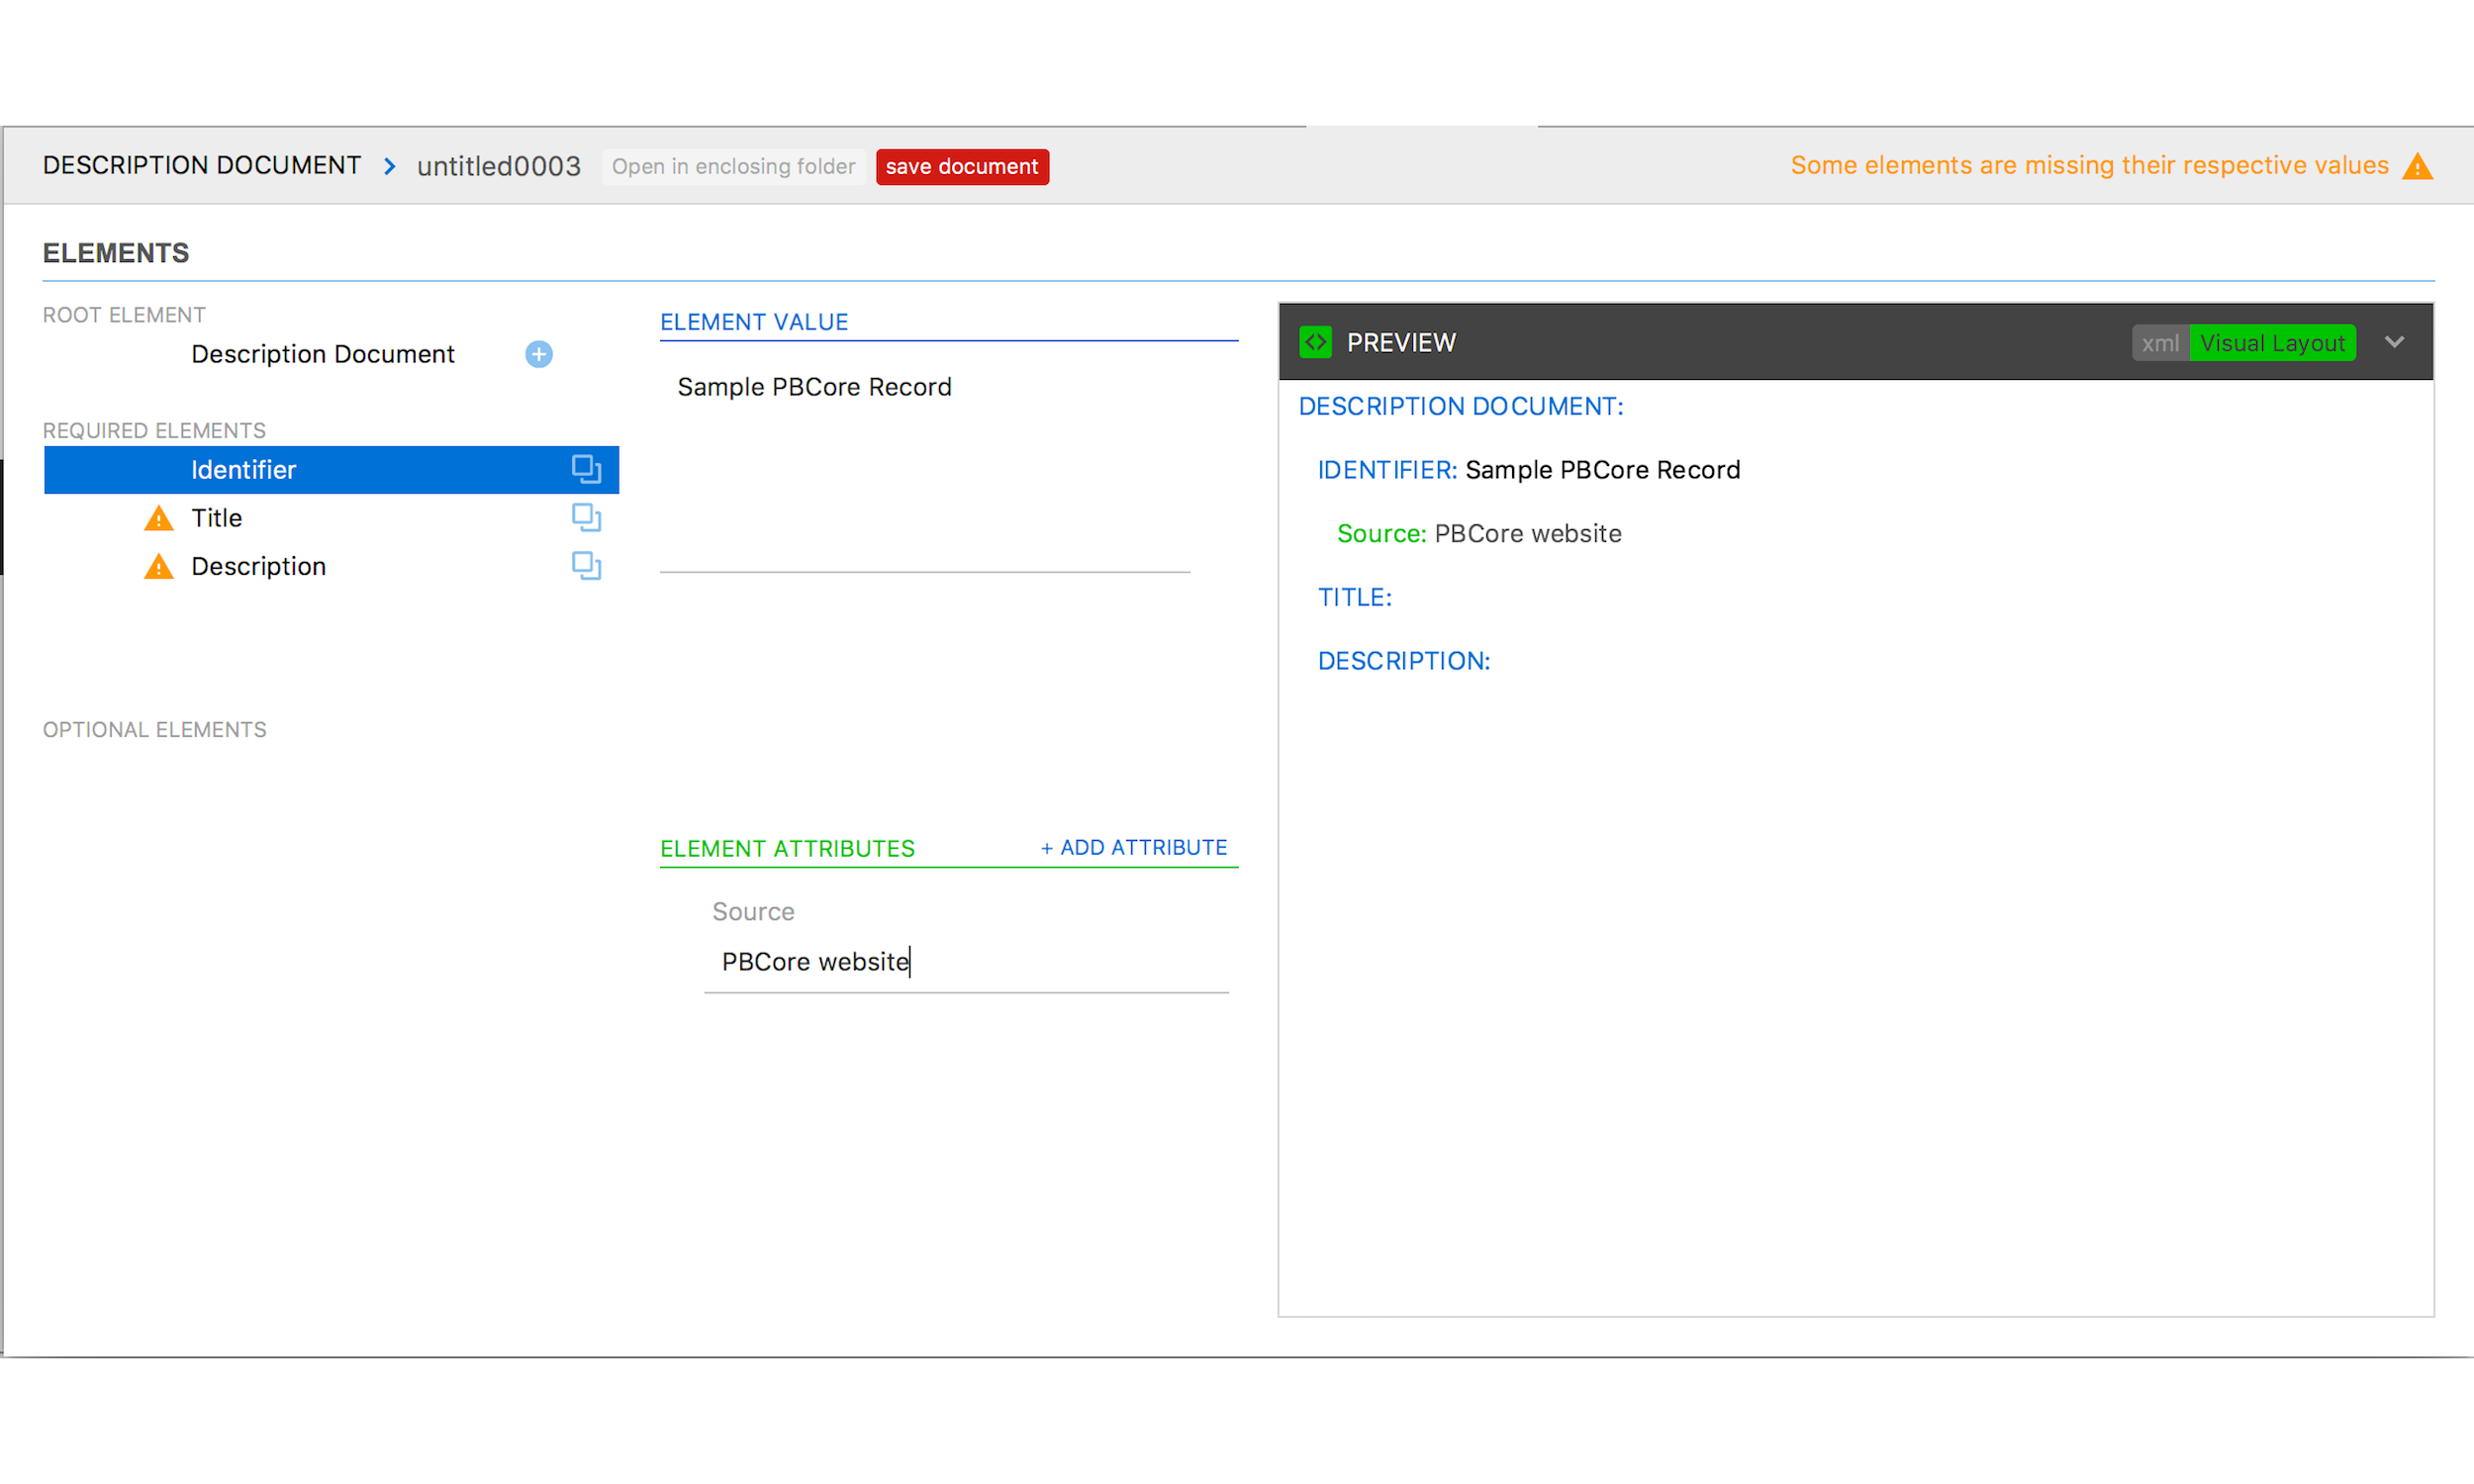 DESCRIPTION DOCUMENT > untitled0003 Open in enclosing folder save document Some elements are missing their respective values
ELEMENTS
ROOT ELEMENT
Description Document
REQUIRED ELEMENTS
Identifier
Title
Description
OPTIONAL ELEMENTS
ELEMENT VALUE
Sample PBCore Record
ELEMENT ATTRIBUTES + ADD ATTRIBUTE
Source
PBCore website
PREVIEW xml Visual Layout
DESCRIPTION DOCUMENT:
IDENTIFIER: Sample PBCore Record
Source: PBCore website
TITLE:
DESCRIPTION: